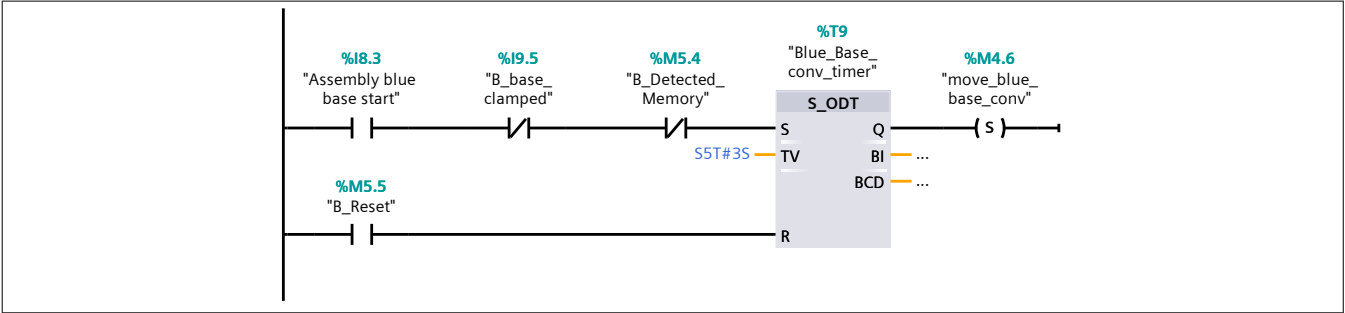 %T9
"Blue_Base_
conv_timer"
%I8.3
"Assembly blue
base start"
%I9.5
"B_base_
clamped"
%M5.4
"B_Detected_
Memory"
%M4.6
"move_blue_
base_conv"
S_ODT
S
Q
S
S5T#3S
TV
BI
...
BCD
...
%M5.5
"B_Reset"
R